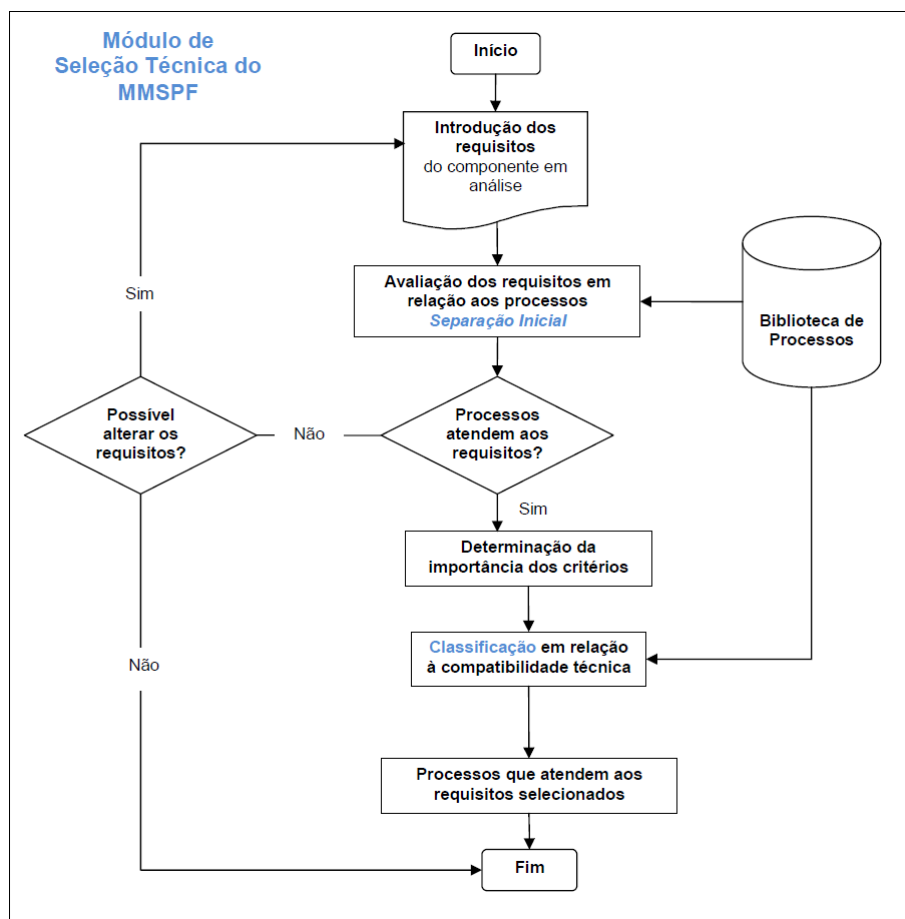 Módulo de
Seleção Técnica do
MMSPF
Início
Introdução dos
requisitos
do componente em
análise
Avaliação dos requisitos em
relação aos processos
Separação Inicial
Biblioteca de
Processos
Sim
Possível
alterar os
requisitos?
Não
Processos
atendem aos
requisitos?
Sim
Determinação da
importância dos critérios
Classificação em relação
à compatibilidade técnica
Não
Processos que atendem aos
requisitos selecionados
Fim